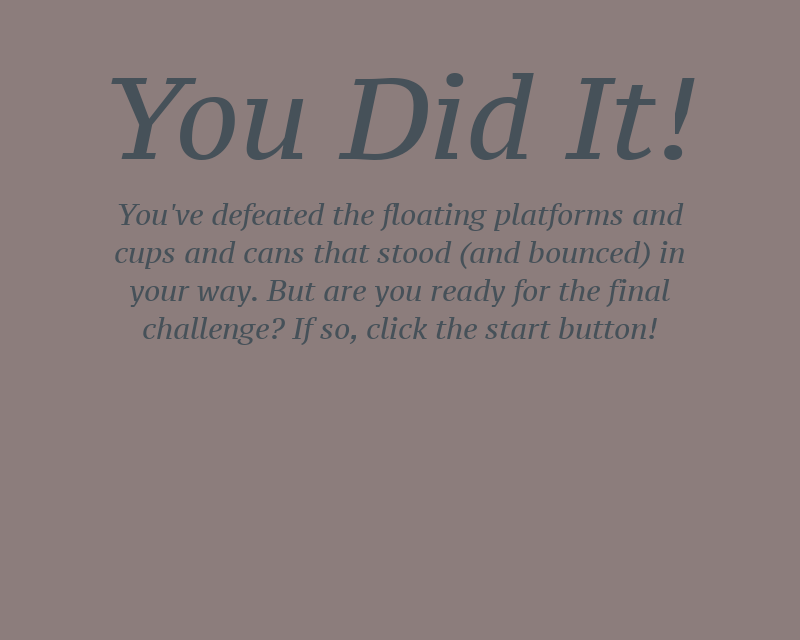 You Did It!
You've defeated the floating platforms and
cups and cans that stood (and bounced) in
your way. But are you ready for the final
challenge? If so, click the start button!